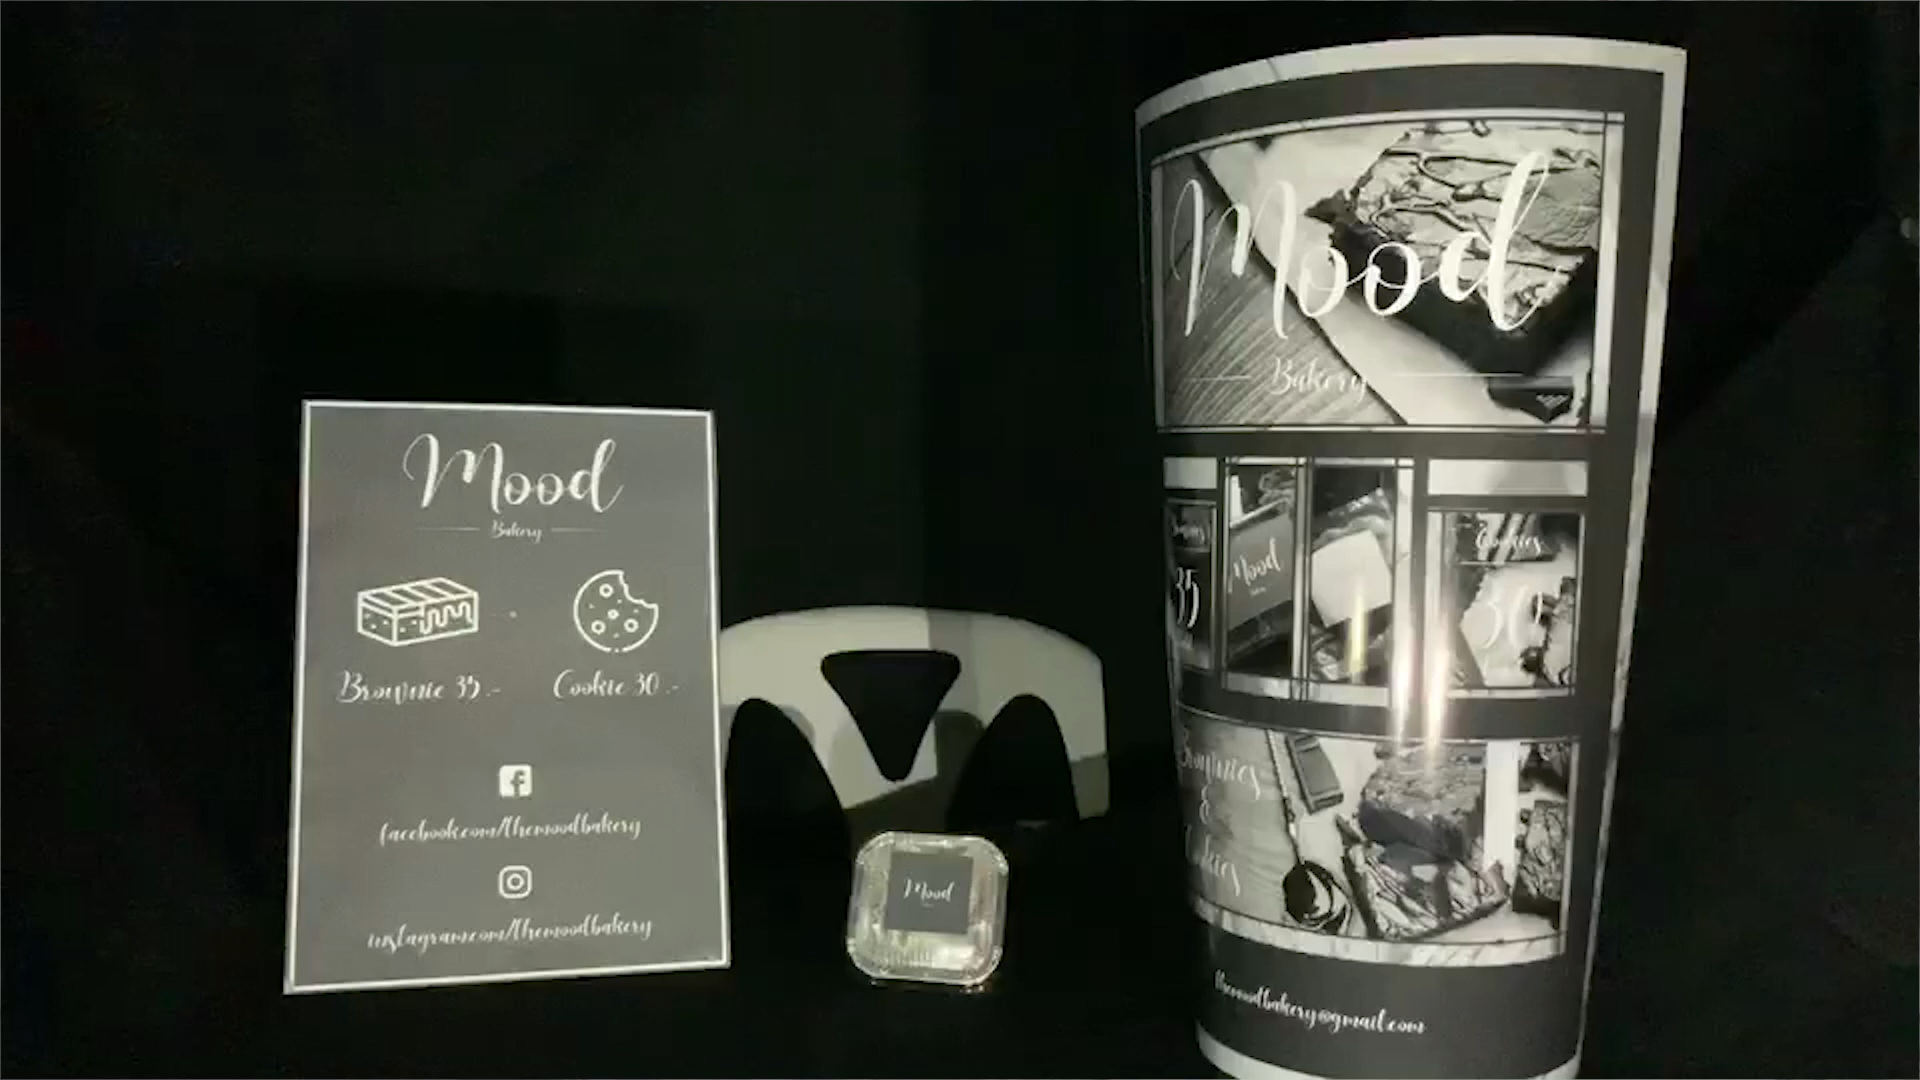 Mood
Bakery
Brownie 35.-
Cookie 30.-
facebook.com/themoodbakery
instagram.com/themoodbakery
Mood
Mood
Bakery
35
Mood
Cookies
30
Brownies
&
themoodbakery@gmail.com